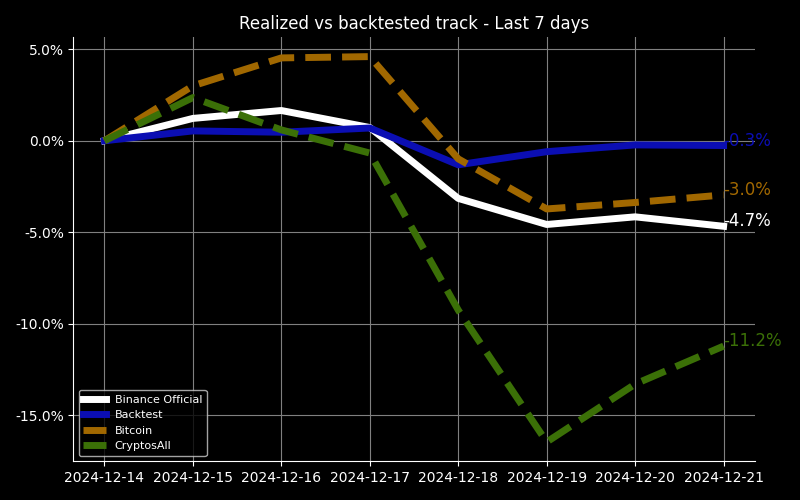 Realized vs backtested track - Last 7 days
5.0%
0.0%
-5.0%
-10.0%
-15.0%
-0.3%
-3.0%
-4.7%
-11.2%
Binance Official
Backtest
Bitcoin
CryptosAll
2024-12-14 2024-12-15 2024-12-16 2024-12-17 2024-12-18 2024-12-19 2024-12-20 2024-12-21